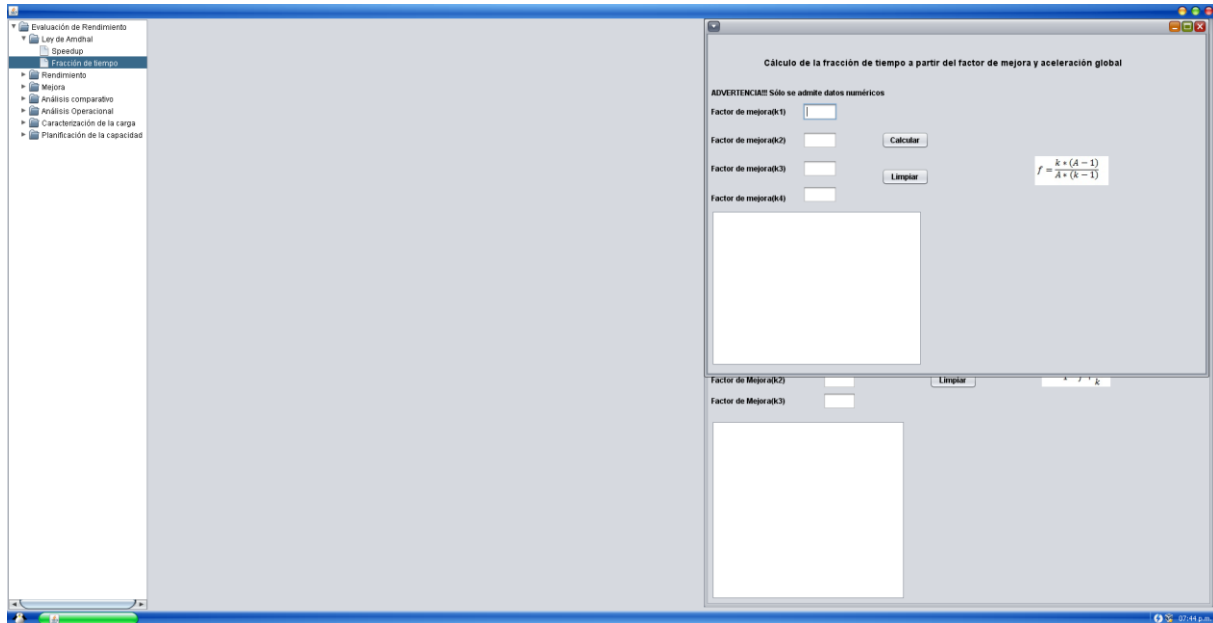 Evaluación de Rendimiento
Ley de Amdhal
Speedup
Fracción de tiempo
Rendimiento
Mejora
Análisis comparativo
Análisis Operacional
Caracterización de la carga
Planificación de la capacidad
Cálculo de la fracción de tiempo a partir del factor de mejora y aceleración global
ADVERTENCIA!!! Sólo se admite datos numéricos
Factor de mejora(k1)
Factor de mejora(k2)
Calcular
Factor de mejora(k3)
Limpiar
f = k * (A − 1) / A * (k − 1)
Factor de mejora(k4)
Factor de Mejora(k2)
Limpiar
Factor de Mejora(k3)
07:44 p.m.